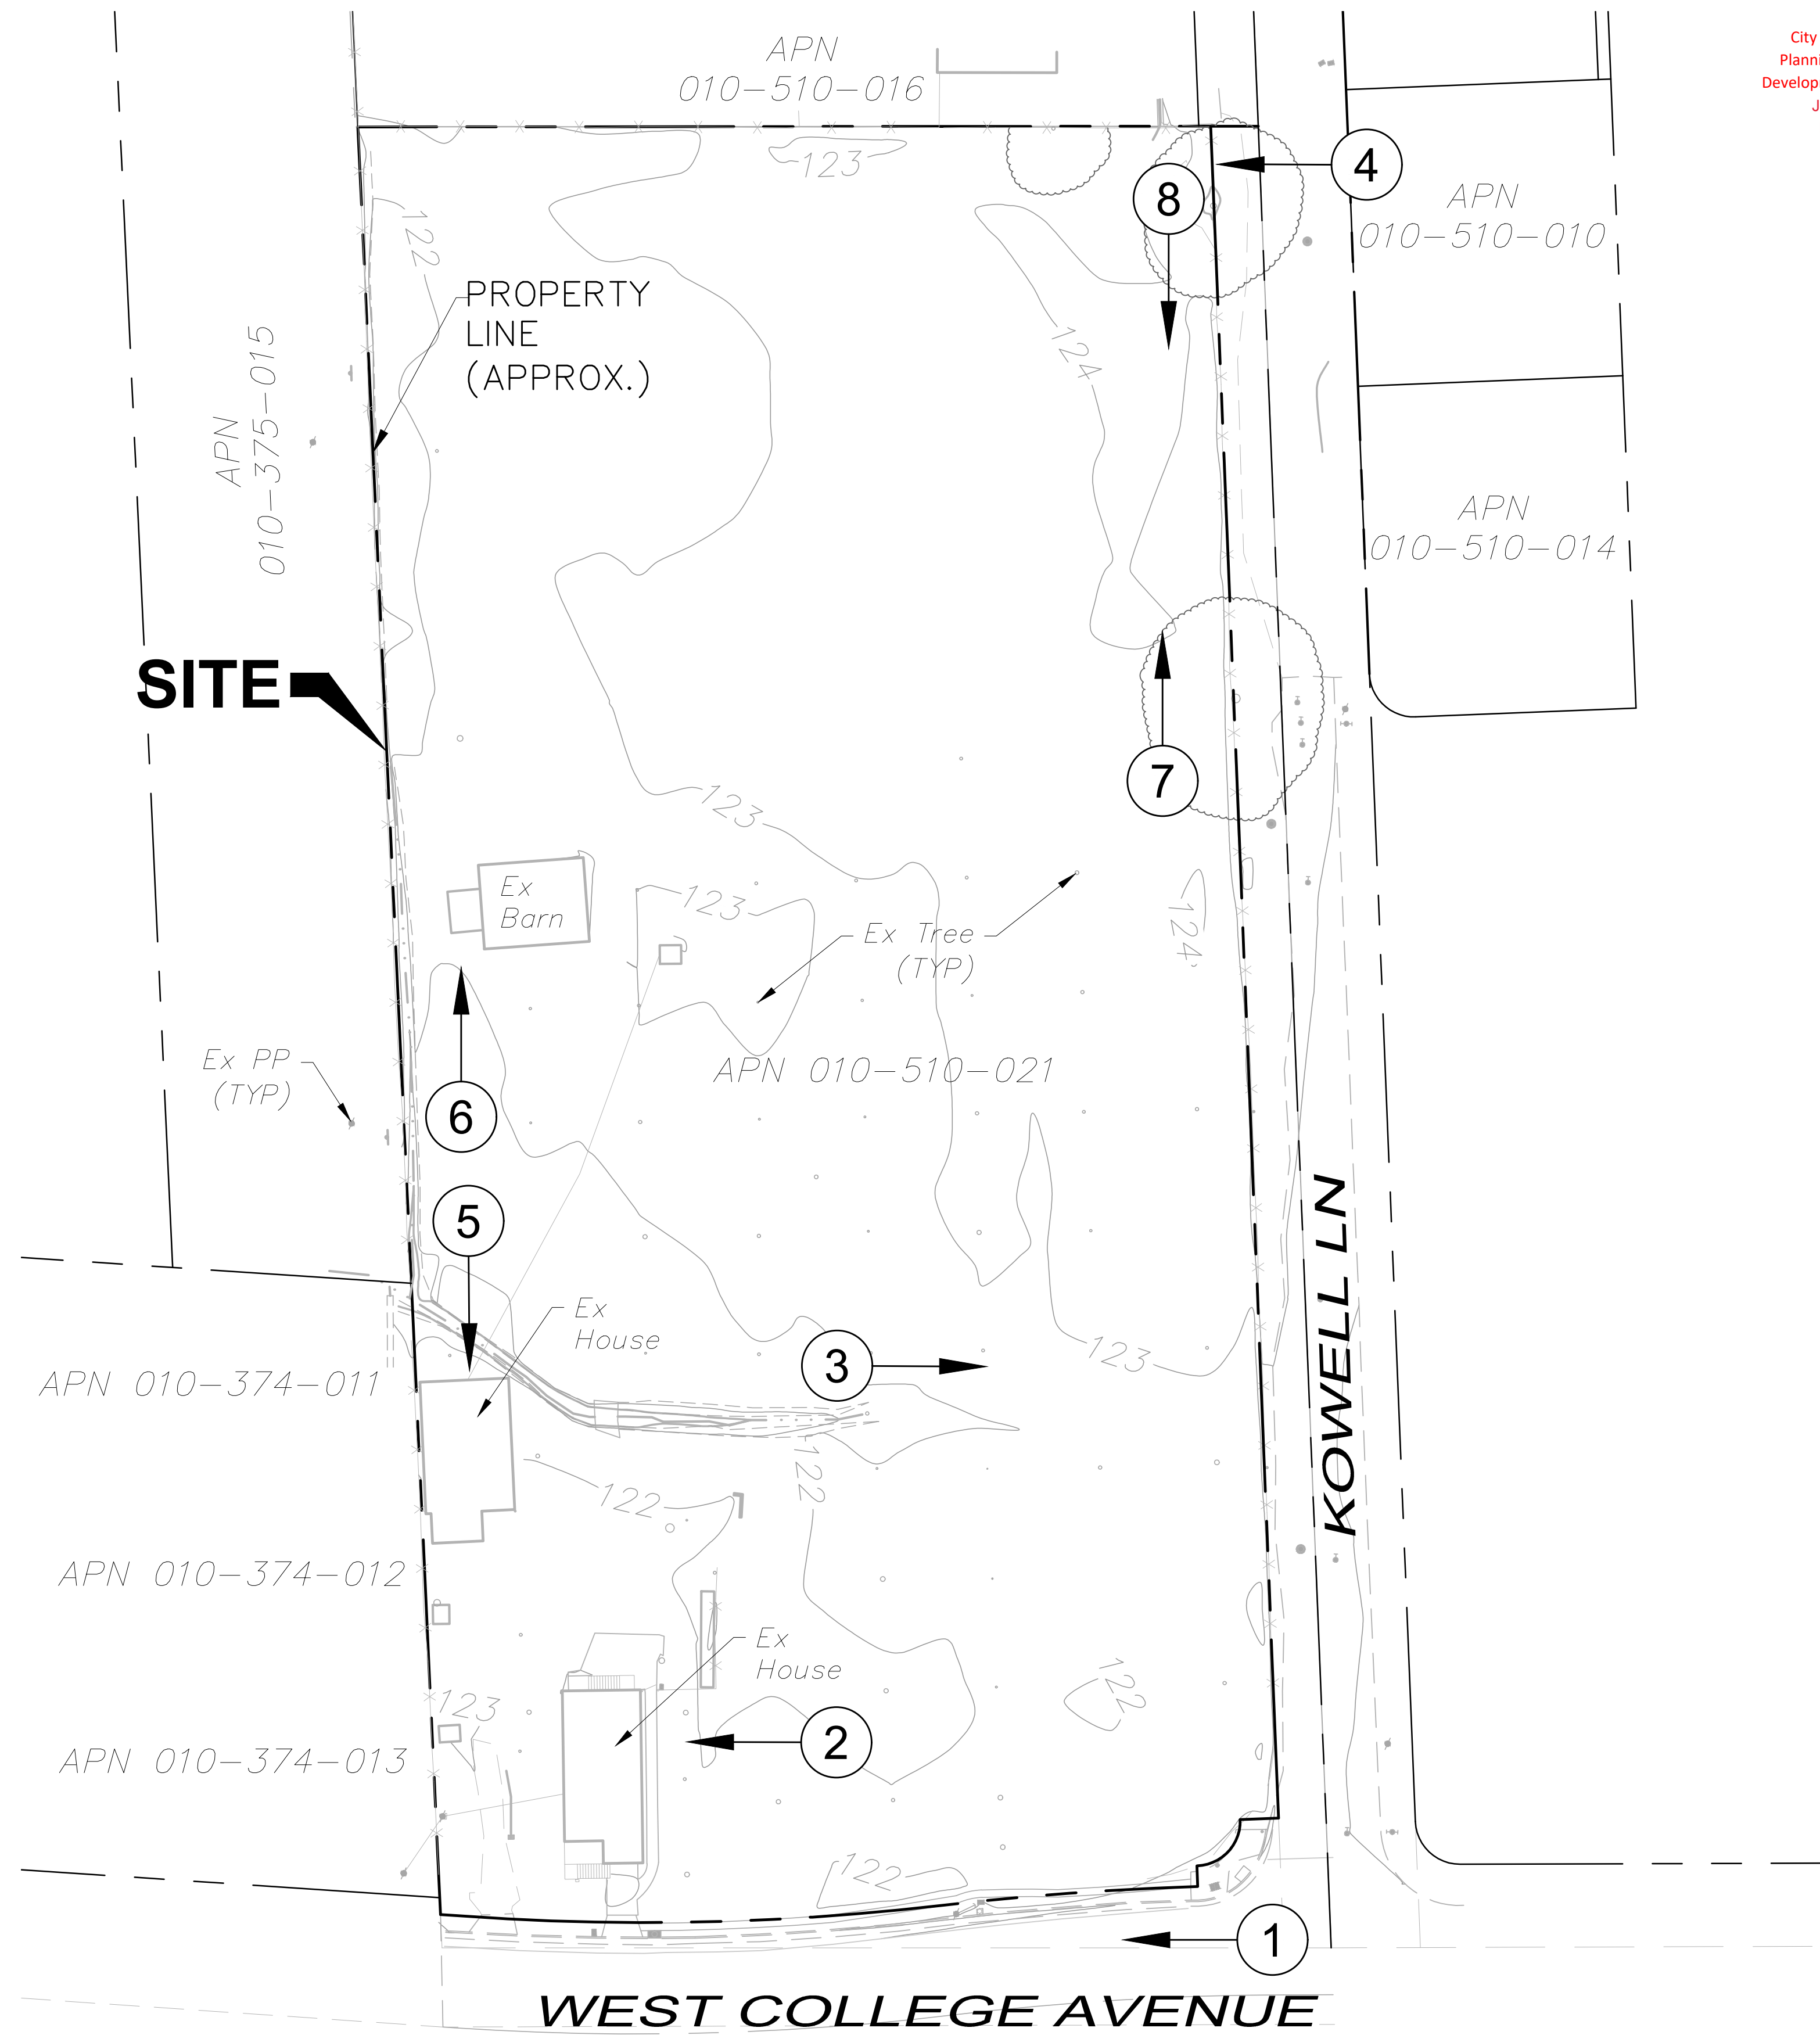 City
Planni
Develop
J
APN
010-510-016
123
4
8
APN
010-510-010
122
PROPERTY
LINE
(APPROX.)
124
APN
010-375-015
APN
010-510-014
SITE
7
123
Ex
Barn
123
Ex Tree
(TYP)
124
APN 010-510-021
Ex PP
(TYP)
6
5
KOWELL LN
Ex
House
3
123
APN 010-374-011
122
122
APN 010-374-012
Ex
House
122
123
2
APN 010-374-013
122
1
WEST COLLEGE AVENUE